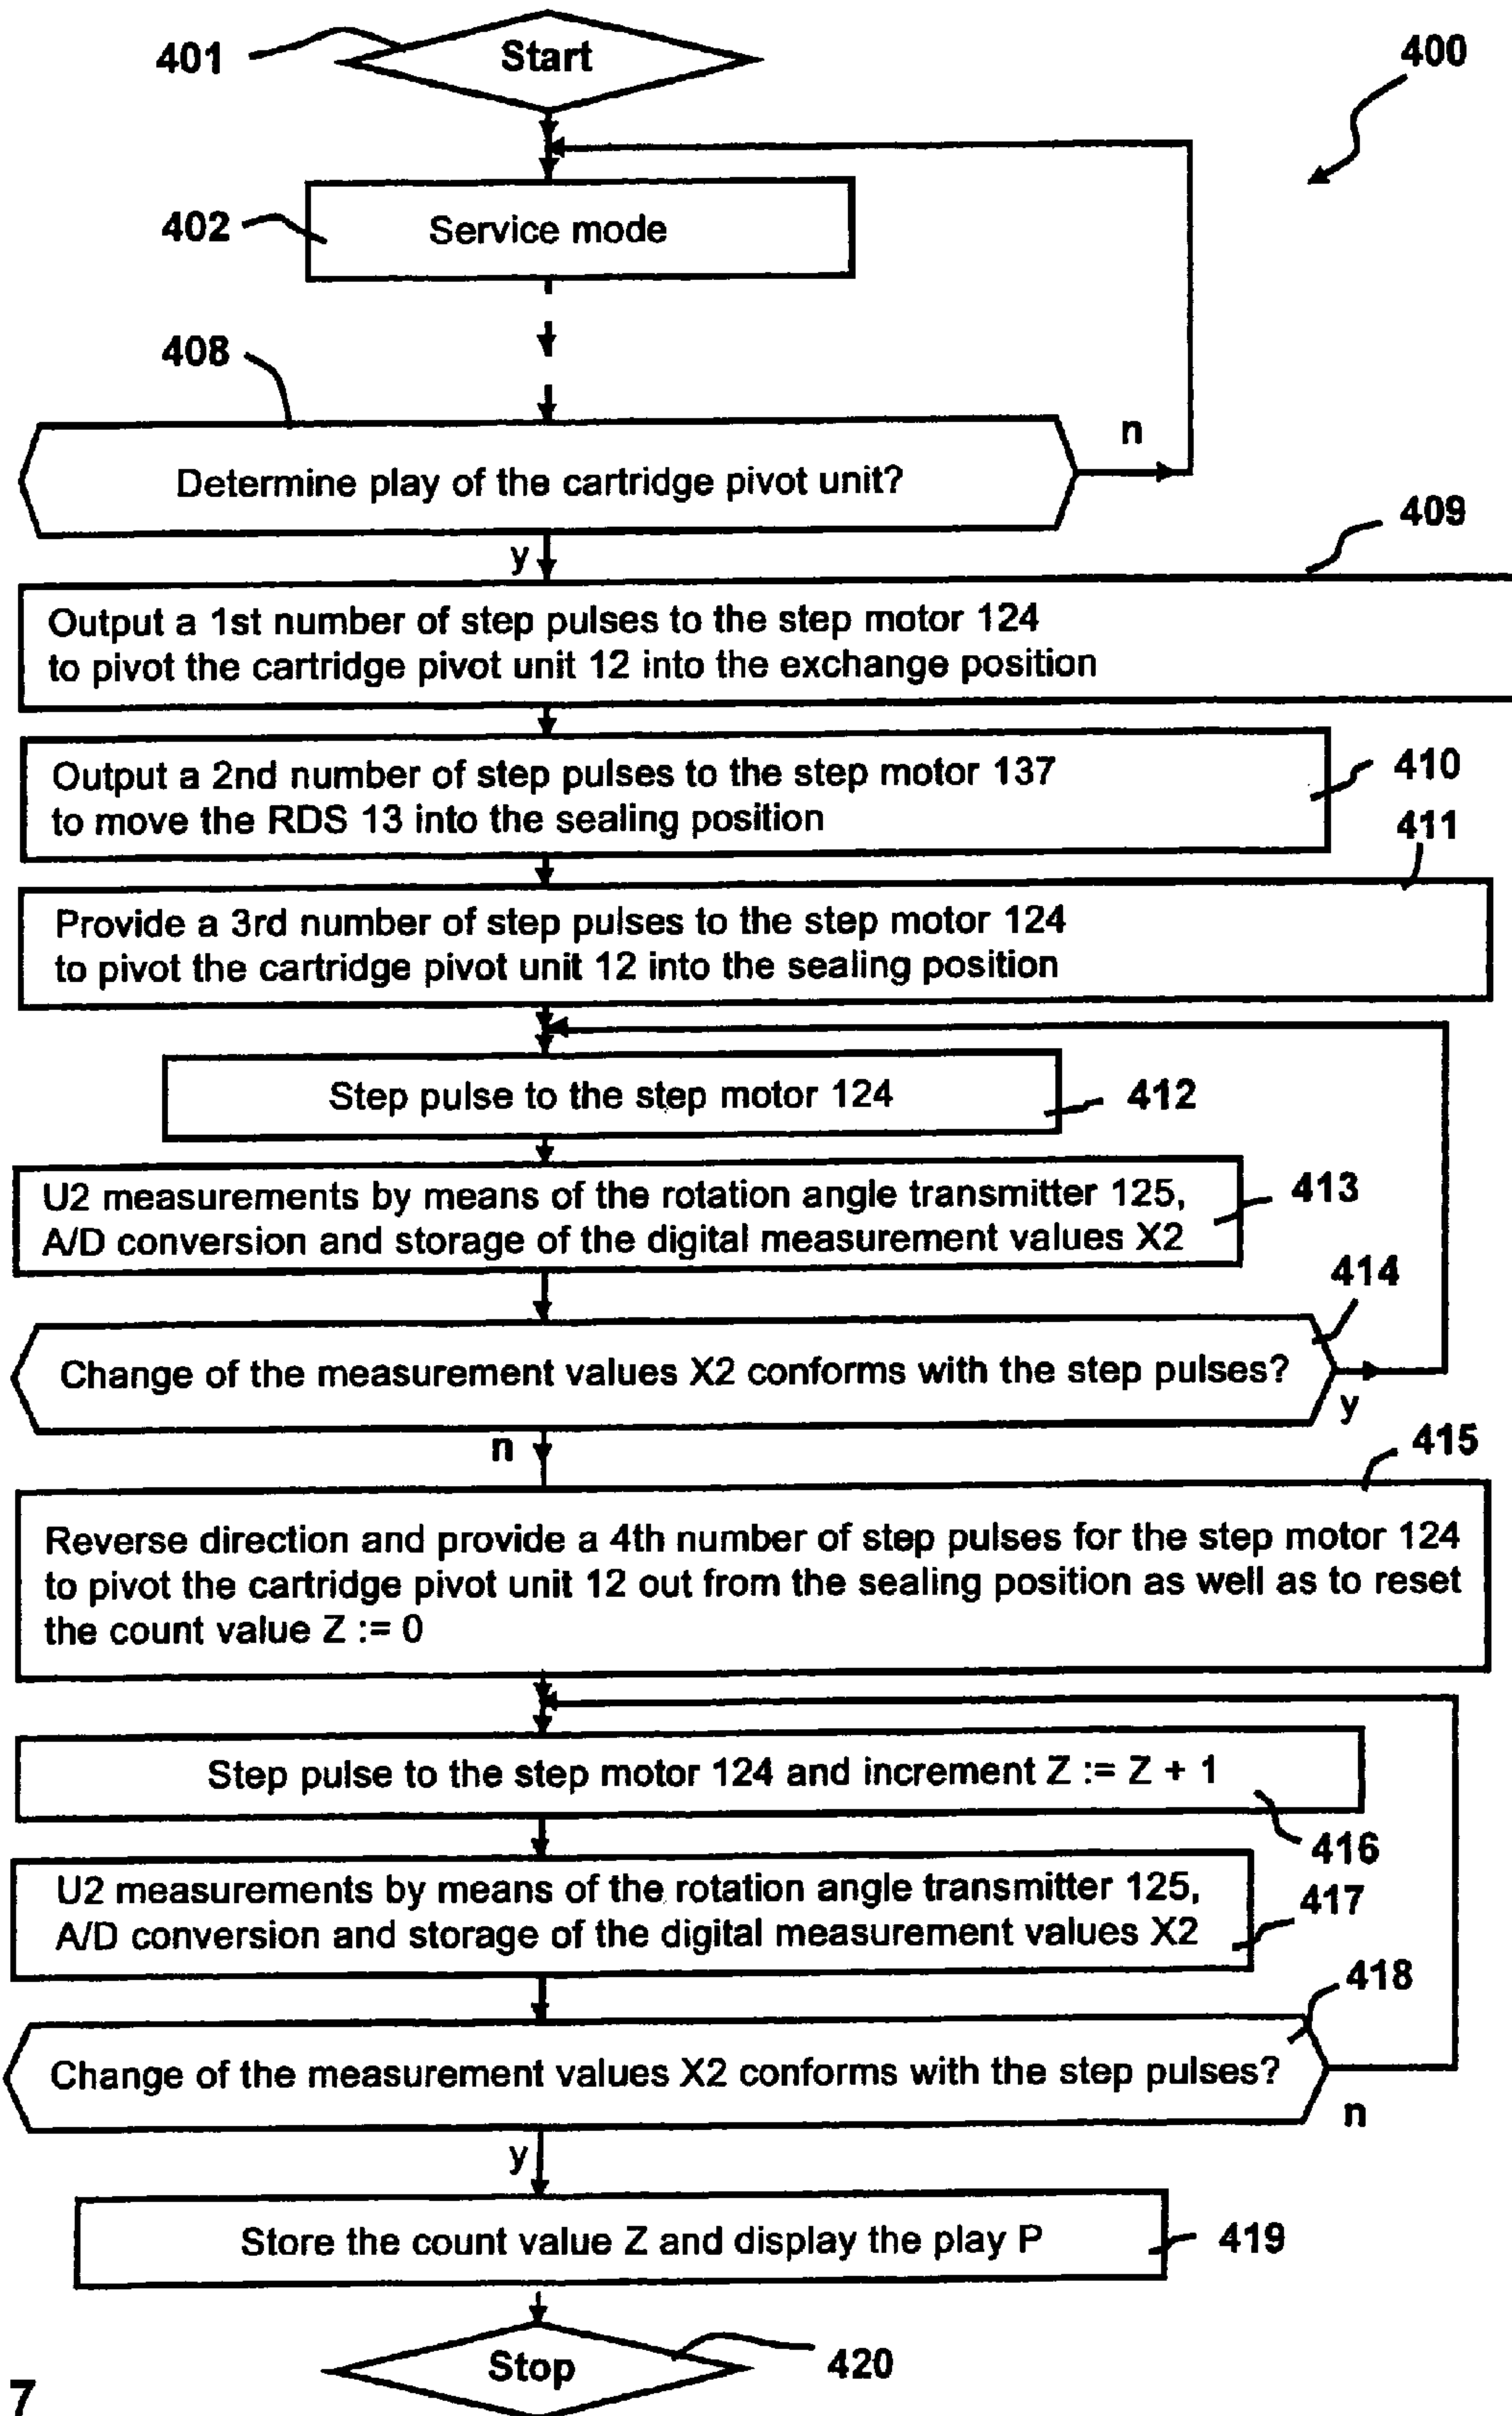 401
Start
400
402
Service mode
408
n
Determine play of the cartridge pivot unit?
409
y
Output a 1st number of step pulses to the step motor 124
to pivot the cartridge pivot unit 12 into the exchange position
Output a 2nd number of step pulses to the step motor 137
to move the RDS 13 into the sealing position
410
411
Provide a 3rd number of step pulses to the step motor 124
to pivot the cartridge pivot unit 12 into the sealing position
Step pulse to the step motor 124
412
U2 measurements by means of the rotation angle transmitter 125,
A/D conversion and storage of the digital measurement values X2
413
414
Change of the measurement values X2 conforms with the step pulses?
y
n
415
Reverse direction and provide a 4th number of step pulses for the step motor 124
to pivot the cartridge pivot unit 12 out from the sealing position as well as to reset
the count value Z := 0
Step pulse to the step motor 124 and increment Z := Z + 1
416
U2 measurements by means of the rotation angle transmitter 125,
A/D conversion and storage of the digital measurement values X2
417
418
Change of the measurement values X2 conforms with the step pulses?
n
y
Store the count value Z and display the play P
419
Stop
420
7